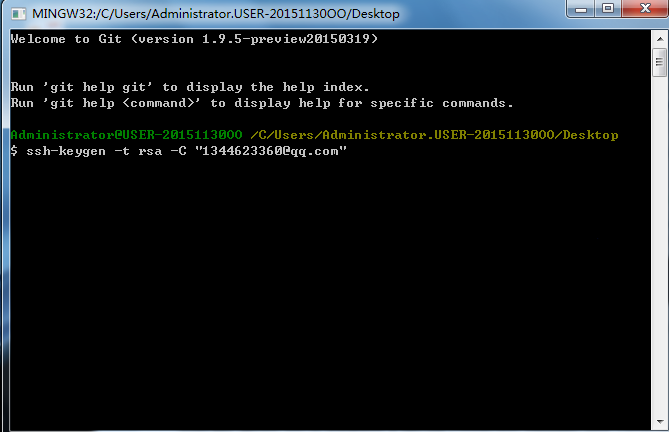 MINGW32:/C/Users/Administrator.USER-20151130OO/Desktop
Welcome to Git (version 1.9.5-preview20150319)
Run 'git help git' to display the help index.
Run 'git help <command>' to display help for specific commands.
Administrator@USER-20151130OO /C/Users/Administrator.USER-20151130OO/Desktop
$ ssh-keygen -t rsa -C "1344623360@qq.com"